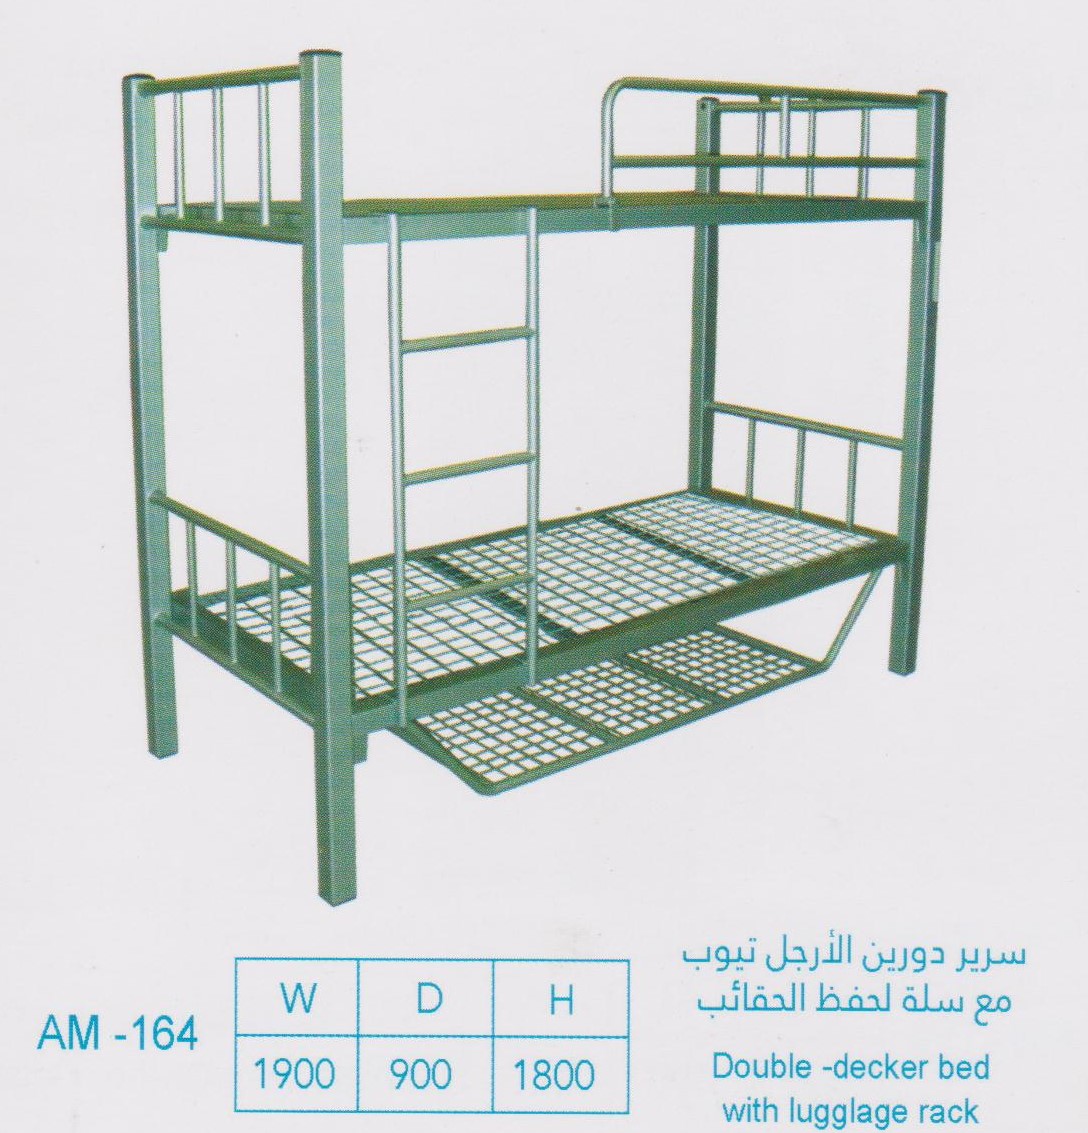 AM -164
W D H
1900 900 1800
سرير دورين الأرجل تيوب
مع سلة لحفظ الحقائب
Double -decker bed
with lugglage rack